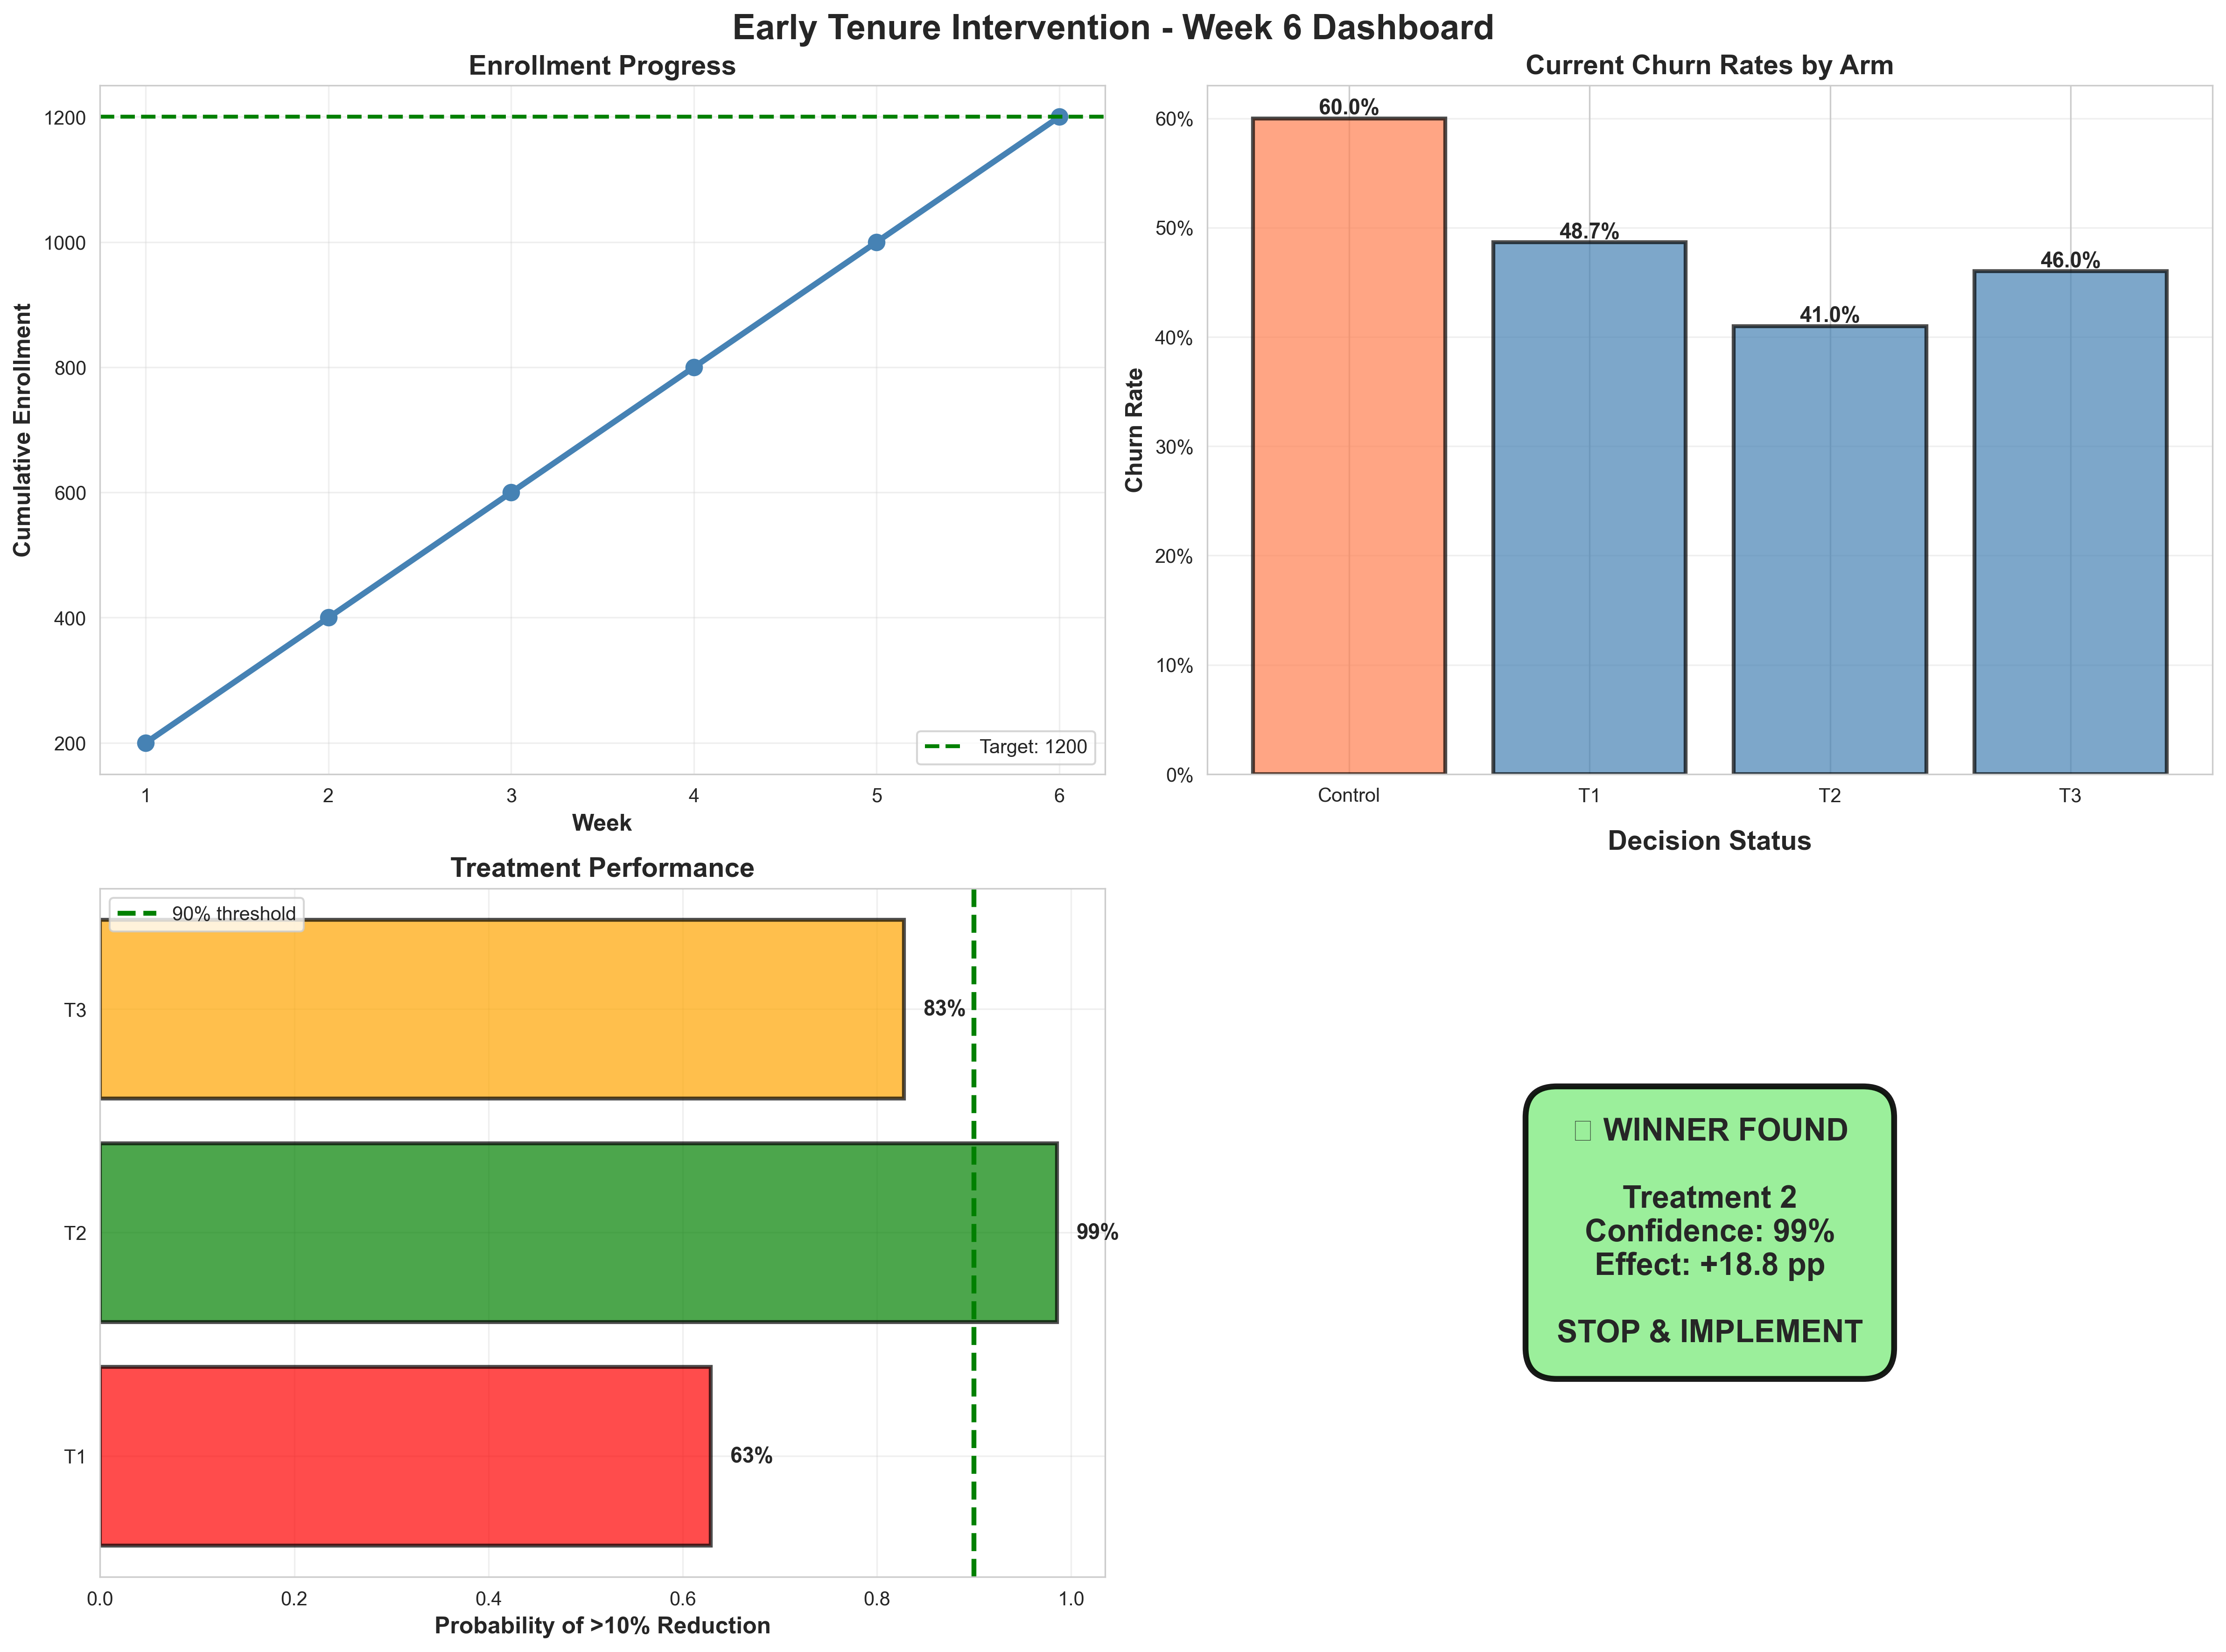 Early Tenure Intervention - Week 6 Dashboard
Enrollment Progress
Cumulative Enrollment
1200
1000
800
600
400
200
Target: 1200
1 2 3 4 5 6
Week
Current Churn Rates by Arm
Churn Rate
60%
50%
40%
30%
20%
10%
0%
60.0%
48.7%
41.0%
46.0%
Control T1 T2 T3
Treatment Performance
90% threshold
T3
83%
T2
99%
T1
63%
0.0 0.2 0.4 0.6 0.8 1.0
Probability of >10% Reduction
Decision Status
WINNER FOUND
Treatment 2
Confidence: 99%
Effect: +18.8 pp
STOP & IMPLEMENT